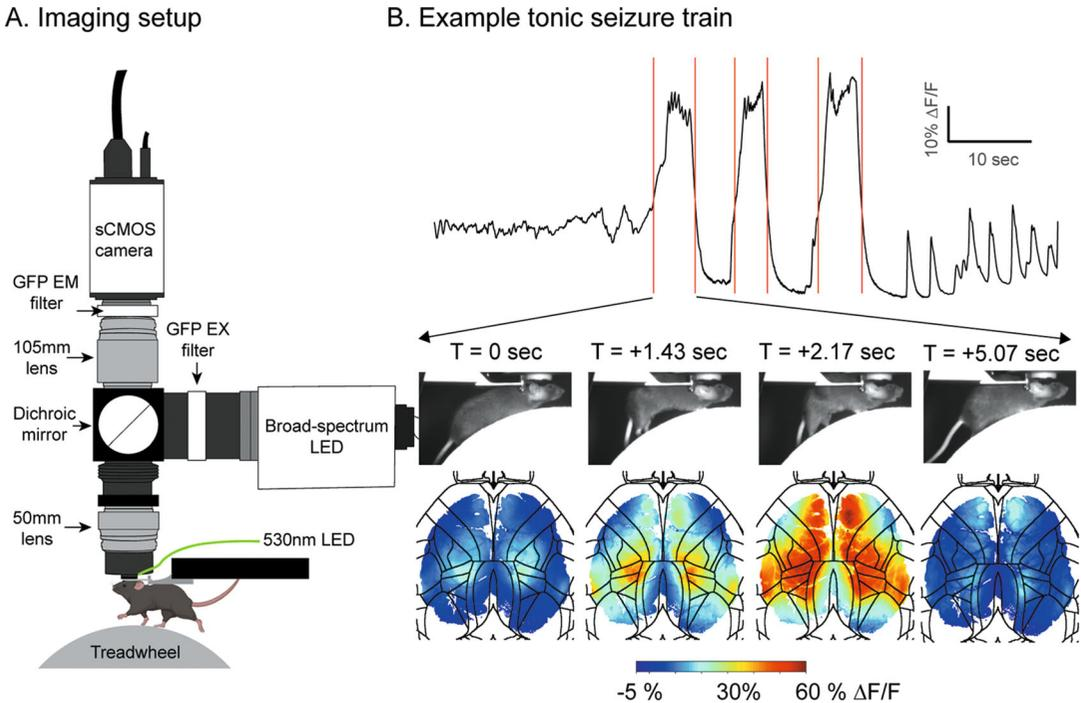 A. Imaging setup
sCMOS
camera
GFP EM
filter
GFP EX
filter
105mm
lens
Dichroic
mirror
Broad-spectrum
LED
50mm
lens
530nm LED
Treadwheel
B. Example tonic seizure train
10% ΔF/F
10 sec
T = 0 sec
T = +1.43 sec
T = +2.17 sec
T = +5.07 sec
-5 % 30% 60 % ΔF/F